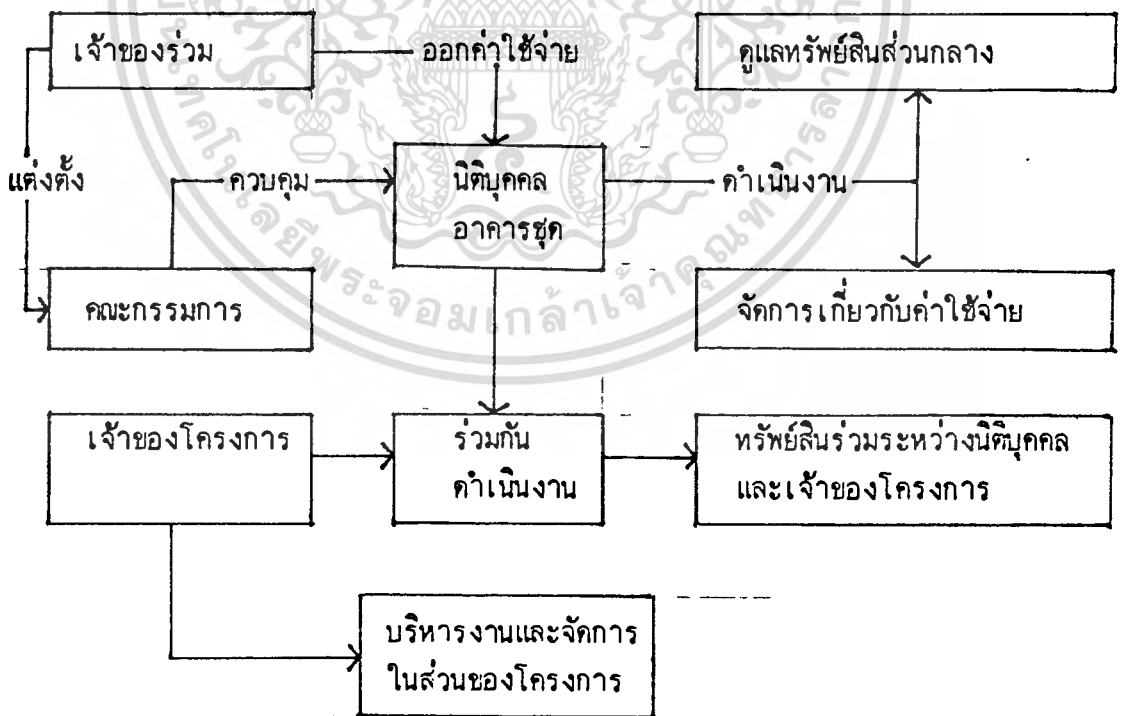 เจ้าของร่วม
ออกค่าใช้จ่าย
ดูแลทรัพย์สินส่วนกลาง
แต่งตั้ง
ควบคุม
นิติบุคคล
อาคารชุด
ดำเนินงาน
คณะกรรมการ
จัดการเกี่ยวกับค่าใช้จ่าย
เจ้าของโครงการ
ร่วมกัน
ดำเนินงาน
ทรัพย์สินร่วมระหว่างนิติบุคคล
และเจ้าของโครงการ
บริหารงานและจัดการ
ในส่วนของโครงการ